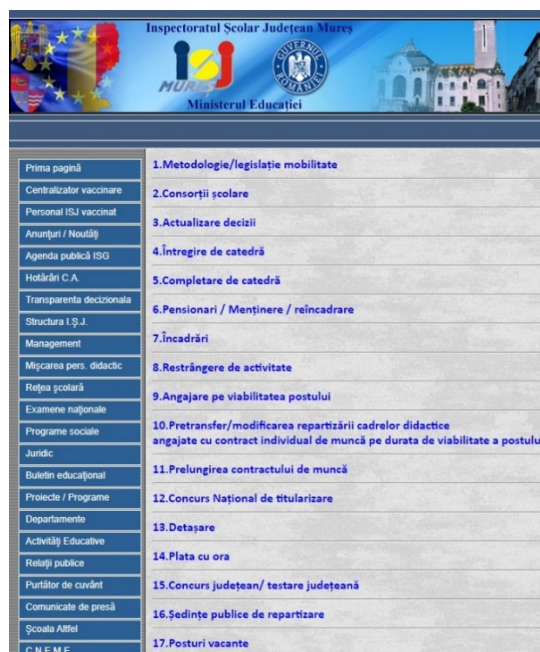 Inspectoratul Școlar Județean Mureș
ISJ
MUREȘ
GUVERNUL
ROMÂNIEI
Ministerul Educației
Prima pagină
Centralizator vaccinare
Personal ISJ vaccinat
Anunțuri / Noutăți
Agenda publică ISG
Hotărâri C.A.
Transparenta decizionala
Structura I.Ș.J.
Management
Mișcarea pers. didactic
Rețea școlară
Examene naționale
Programe sociale
Juridic
Buletin educațional
Proiecte / Programe
Departamente
Activități Educative
Relații publice
Purtător de cuvânt
Comunicate de presă
Școala Altfel
C.N.E.M.E.
1.Metodologie/legislație mobilitate
2.Consorții școlare
3.Actualizare decizii
4.Întregire de catedră
5.Completare de catedră
6.Pensionari / Menținere / reîncadrare
7.Încadrări
8.Restrângere de activitate
9.Angajare pe viabilitatea postului
10.Pretransfer/modificarea repartizării cadrelor didactice
angajate cu contract individual de muncă pe durata de viabilitate a postulu
11.Prelungirea contractului de muncă
12.Concurs Național de titularizare
13.Detașare
14.Plata cu ora
15.Concurs județean/ testare județeană
16.Ședințe publice de repartizare
17.Posturi vacante